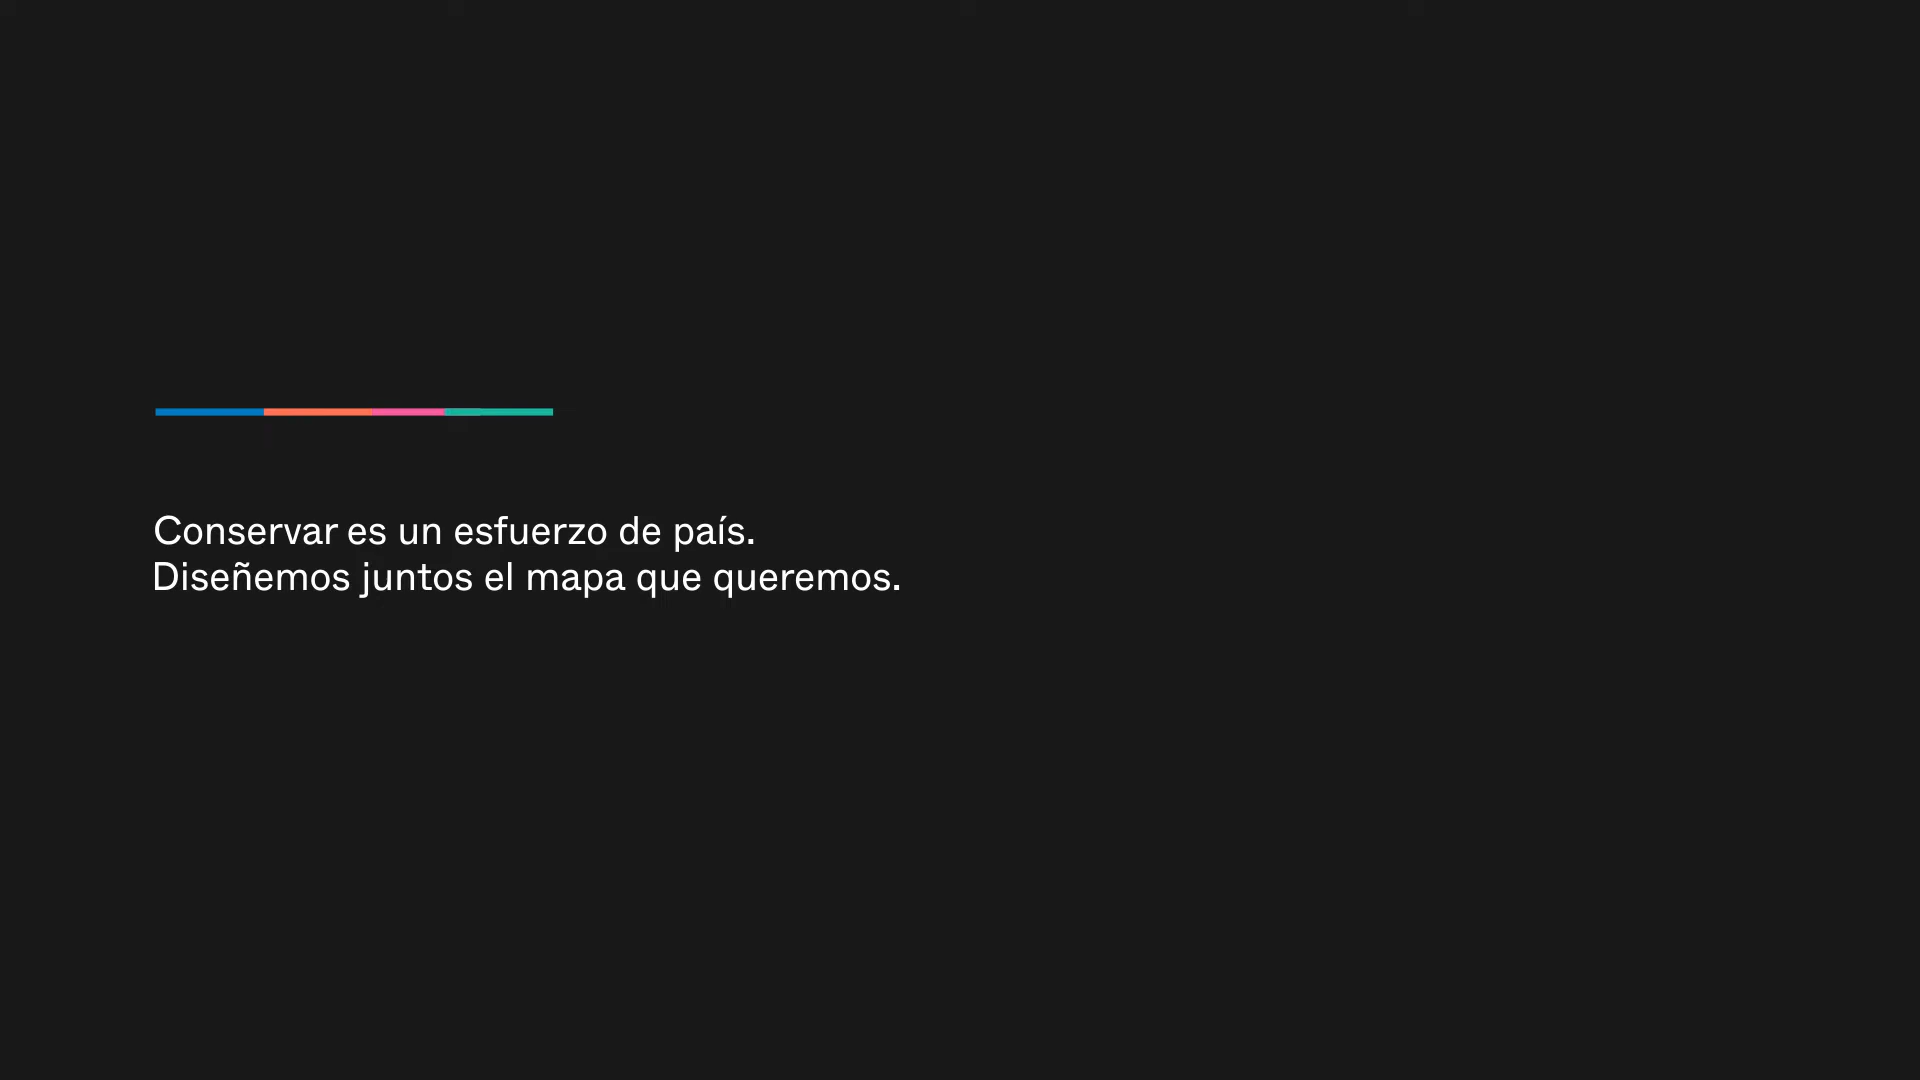 Conservar es un esfuerzo de país.
Diseñemos juntos el mapa que queremos.